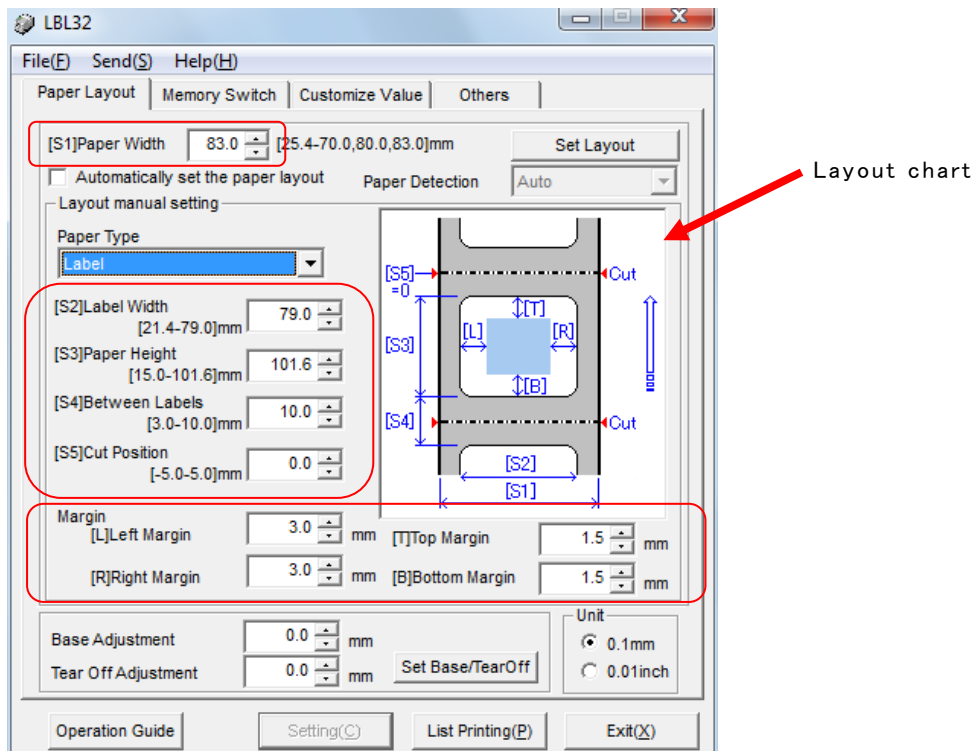 LBL32
File(F) Send(S) Help(H)
Paper Layout Memory Switch Customize Value Others
[S1]Paper Width 83.0 [25.4-70.0,80.0,83.0]mm Set Layout
Automatically set the paper layout Paper Detection Auto
Layout chart
Layout manual setting
Paper Type
Label
[S2]Label Width
[21.4-79.0]mm 79.0
[S3]Paper Height
[15.0-101.6]mm 101.6
[S4]Between Labels
[3.0-10.0]mm 10.0
[S5]Cut Position
[-5.0-5.0]mm 0.0
[S5] Cut
=0
[T]
[L] [R]
[S3]
[B]
[S4] Cut
[S2]
[S1]
Margin
[L]Left Margin 3.0 mm [T]Top Margin 1.5 mm
[R]Right Margin 3.0 mm [B]Bottom Margin 1.5 mm
Base Adjustment 0.0 mm
Tear Off Adjustment 0.0 mm Set Base/TearOff
Unit
0.1mm
0.01inch
Operation Guide Setting(C) List Printing(P) Exit(X)